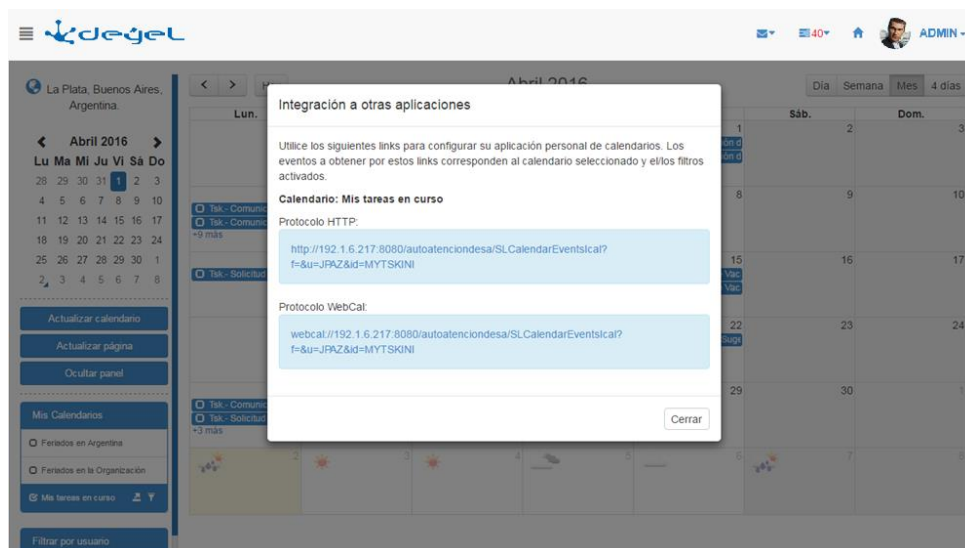 deyel
40
ADMIN
La Plata, Buenos Aires,
Argentina.
Abril 2016
Lu Ma Mi Ju Vi Sá Do
28 29 30 31 1 2 3
4 5 6 7 8 9 10
11 12 13 14 15 16 17
18 19 20 21 22 23 24
25 26 27 28 29 30 1
2 3 4 5 6 7 8
Actualizar calendario
Actualizar página
Ocultar panel
Mis Calendarios
Feriados en Argentina
Feriados en la Organización
Mis tareas en curso
Filtrar por usuario
Abril 2016
Día Semana Mes 4 días
Lun. Sáb. Dom.
1 2 3
8 9 10
Tsk.- Comunic
Tsk.- Comunic
+9 más
15 16 17
Tsk.- Solicitud
Vac
Vac
22 23 24
Suge
29 30 1
Tsk.- Comunic
Tsk.- Solicitud
+3 más
2 3 4 5 6 7 8
Integración a otras aplicaciones
Utilice los siguientes links para configurar su aplicación personal de calendarios. Los
eventos a obtener por estos links corresponden al calendario seleccionado y el/los filtros
activados.
Calendario: Mis tareas en curso
Protocolo HTTP:
http://192.1.6.217:8080/autoatenciondesa/SLCalendarEventsIcal?
f=&u=JPAZ&id=MYTSKINI
Protocolo WebCal:
webcal://192.1.6.217:8080/autoatenciondesa/SLCalendarEventsIcal?
f=&u=JPAZ&id=MYTSKINI
Cerrar